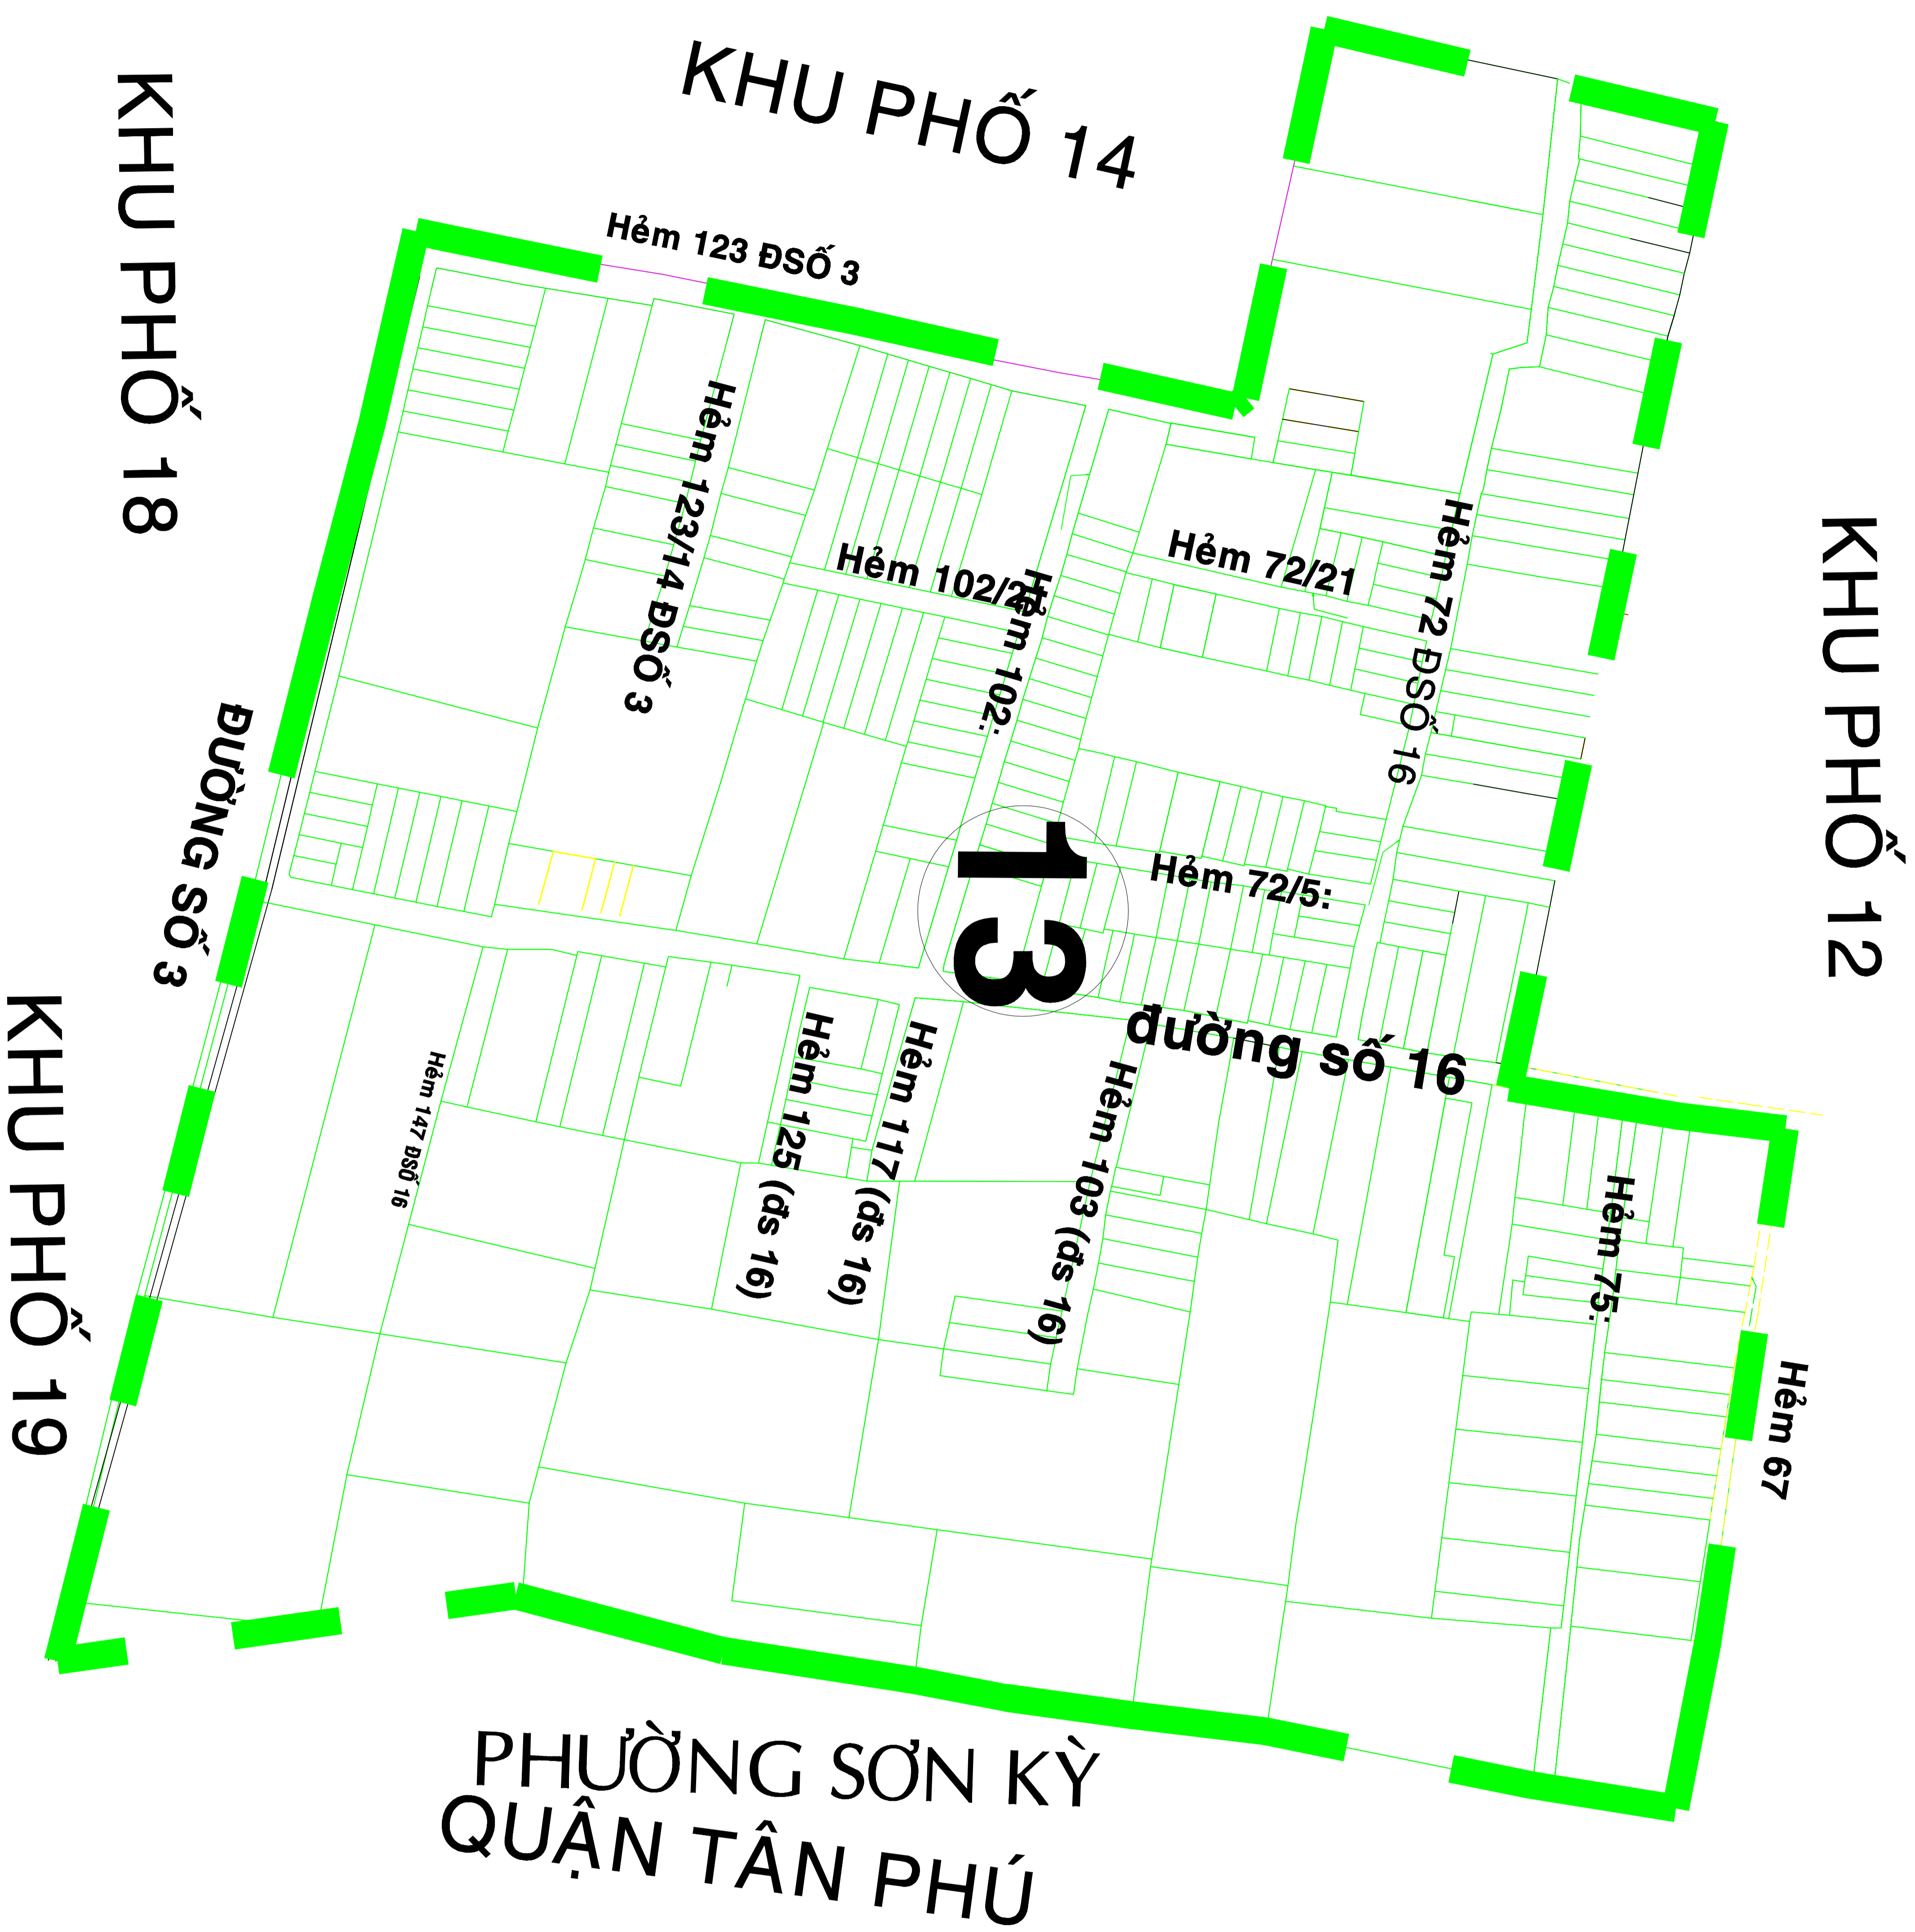 KHU PHỐ 14
KHU PHỐ 18
Hẻm 123 ĐSỐ 3
Hẻm 123/14 ĐSỐ 3
Hẻm 102/2
Hẻm 102:
Hẻm 72/21
Hẻm 72 ĐSỐ 16
KHU PHỐ 12
ĐƯỜNG SỐ 3
13
Hẻm 72/5:
KHU PHỐ 19
đường số 16
Hẻm 147 ĐSỐ 16
Hẻm 125 (đs 16)
Hẻm 117 (đs 16)
Hẻm 103 (đs 16)
Hẻm 75:
Hẻm 67
PHƯỜNG SƠN KỲ
QUẬN TÂN PHÚ